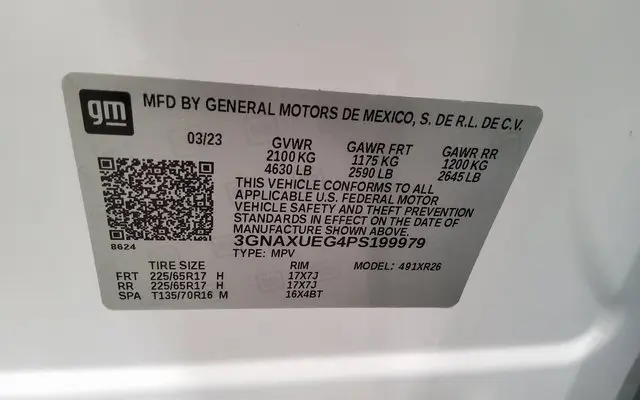 gm MFD BY GENERAL MOTORS DE MEXICO, S. DE R.L. DE C.V.
03/23 GVWR GAWR FRT GAWR RR
2100 KG 1175 KG 1200 KG
4630 LB 2590 LB 2645 LB
THIS VEHICLE CONFORMS TO ALL
APPLICABLE U.S. FEDERAL MOTOR
VEHICLE SAFETY AND THEFT PREVENTION
STANDARDS IN EFFECT ON THE DATE OF
MANUFACTURE SHOWN ABOVE.
8624 3GNAXUEG4PS199979
TYPE: MPV MODEL: 491XR26
TIRE SIZE RIM
FRT 225/65R17 H 17X7J
RR 225/65R17 H 17X7J
SPA T135/70R16 M 16X4BT